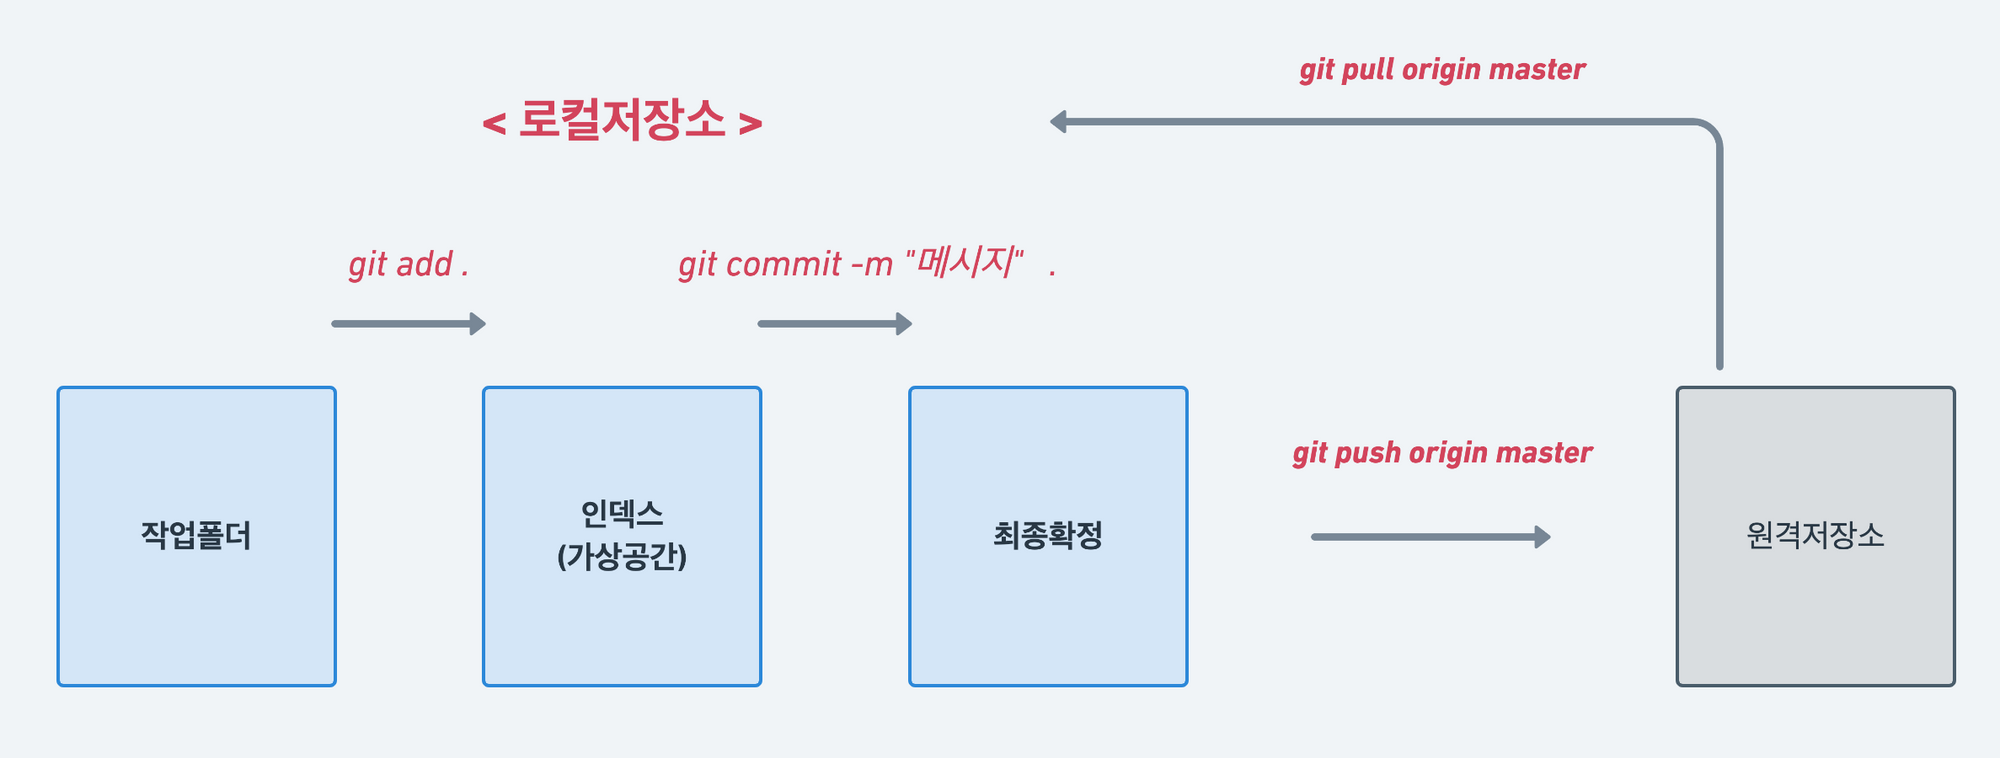 git pull origin master
< 로컬저장소 >
git add .
git commit -m "메시지" .
git push origin master
작업폴더
인덱스
(가상공간)
최종확정
원격저장소